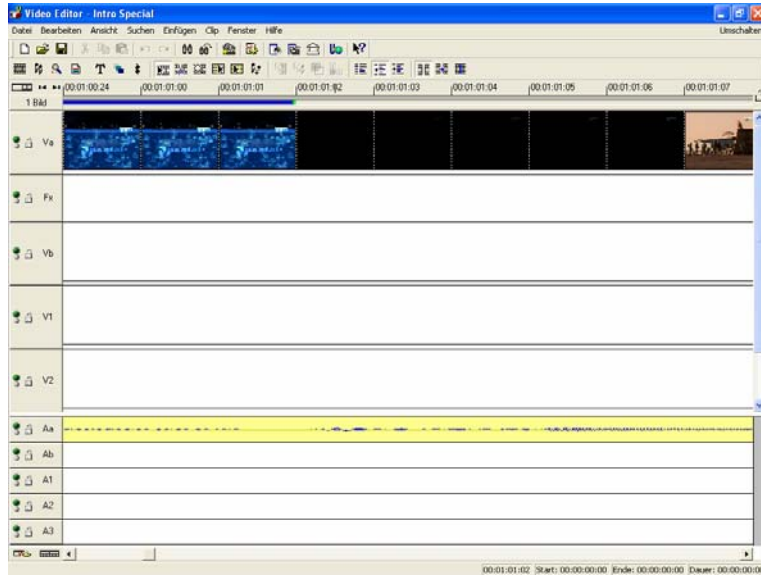 Video Editor - Intro Special
Datei Bearbeiten Ansicht Suchen Einfügen Clip Fenster Hilfe Umschalten
00:01:00:24 00:01:01:00 00:01:01:01 00:01:01:02 00:01:01:03 00:01:01:04 00:01:01:05 00:01:01:06 00:01:01:07
1 Bild
Va
Fx
Vb
V1
V2
Aa
Ab
A1
A2
A3
00:01:01:02 Start: 00:00:00:00 Ende: 00:00:00:00 Dauer: 00:00:00:0